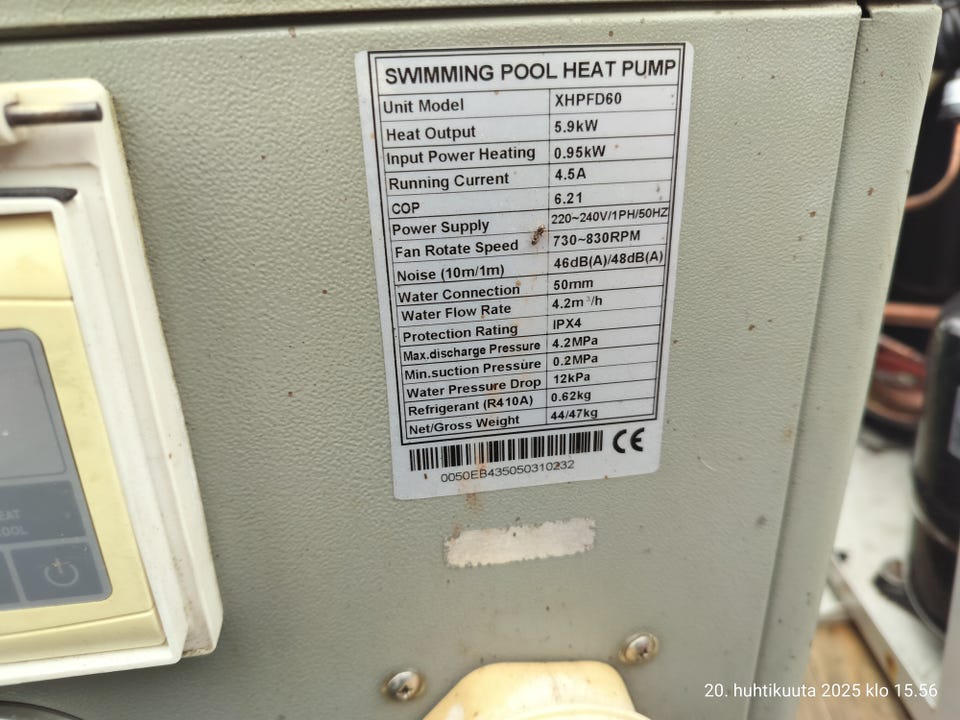 SWIMMING POOL HEAT PUMP
Unit Model XHPFD60
Heat Output 5.9kW
Input Power Heating 0.95kW
Running Current 4.5A
COP 6.21
Power Supply 220~240V/1PH/50HZ
Fan Rotate Speed 730~830RPM
Noise (10m/1m) 46dB(A)/48dB(A)
Water Connection 50mm
Water Flow Rate 4.2m³/h
Protection Rating IPX4
Max.discharge Pressure 4.2MPa
Min.suction Pressure 0.2MPa
Water Pressure Drop 12kPa
Refrigerant (R410A) 0.62kg
Net/Gross Weight 44/47kg
CE
0050EB435050310232
20. huhtikuuta 2025 klo 15.56